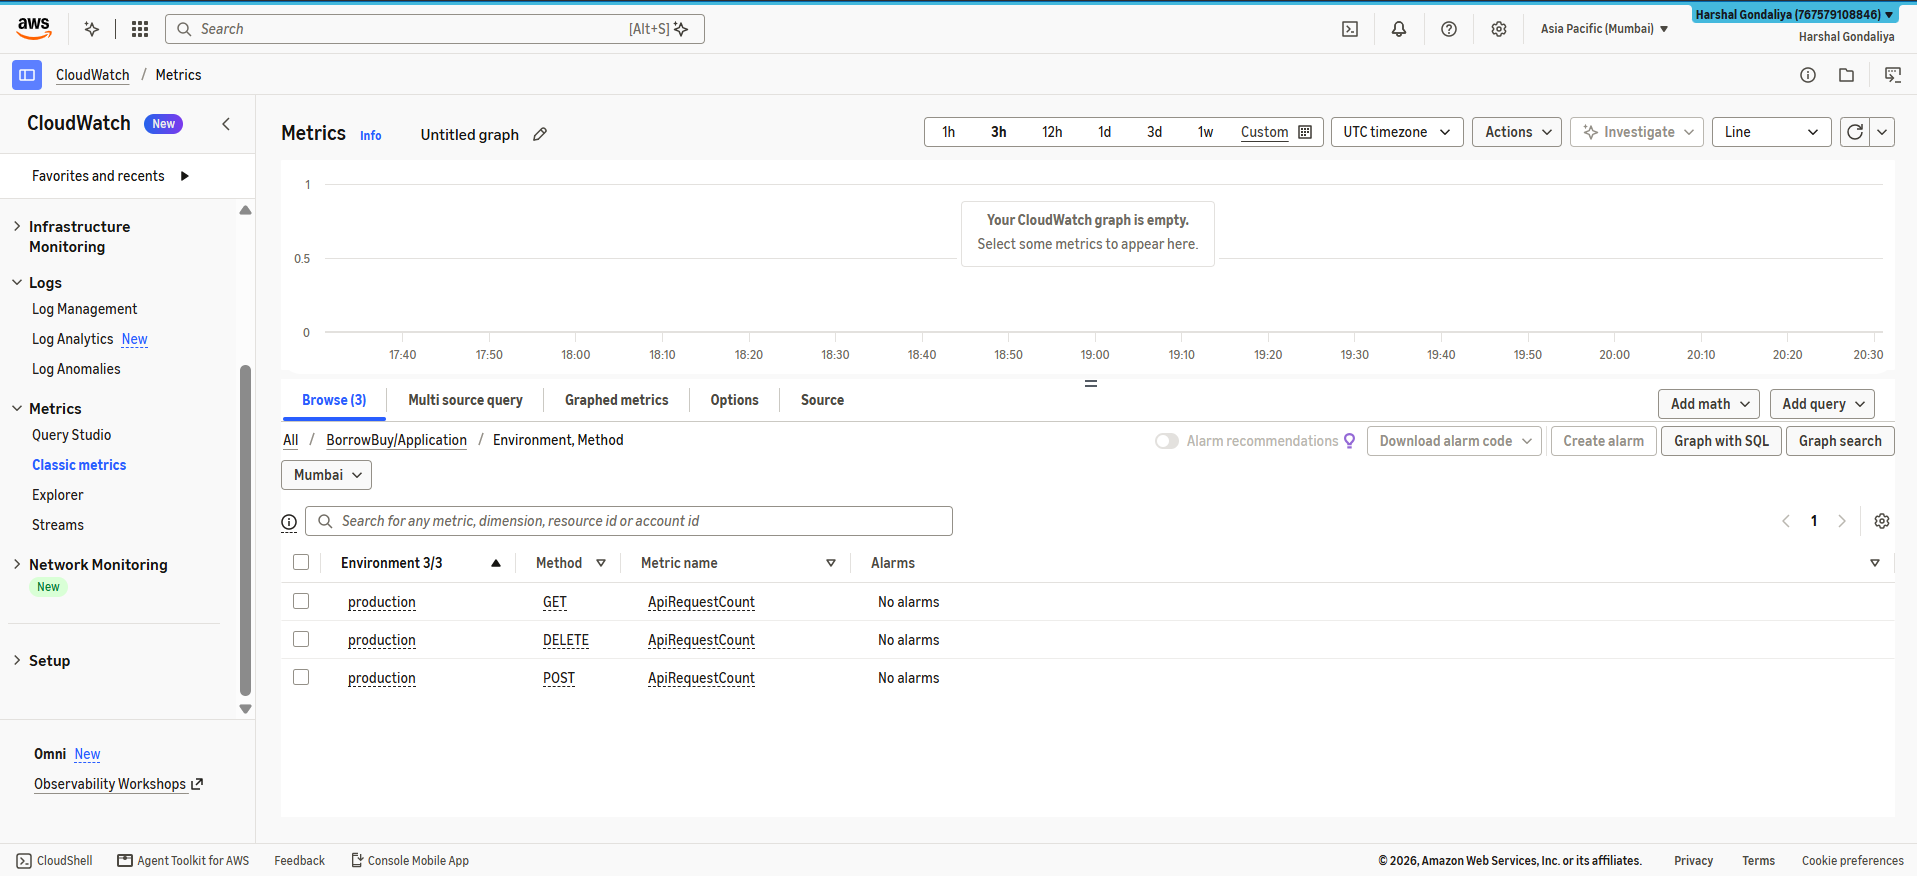 aws
Search [Alt+S]
Asia Pacific (Mumbai)
Harshal Gondaliya (767579108846)
Harshal Gondaliya
CloudWatch / Metrics
CloudWatch New
Favorites and recents
Infrastructure
Monitoring
Logs
Log Management
Log Analytics New
Log Anomalies
Metrics
Query Studio
Classic metrics
Explorer
Streams
Network Monitoring
New
Setup
Omni New
Observability Workshops
Metrics Info Untitled graph
1h 3h 12h 1d 3d 1w Custom UTC timezone Actions Investigate Line
1
0.5
0
Your CloudWatch graph is empty.
Select some metrics to appear here.
17:40 17:50 18:00 18:10 18:20 18:30 18:40 18:50 19:00 19:10 19:20 19:30 19:40 19:50 20:00 20:10 20:20 20:30
Browse (3) Multi source query Graphed metrics Options Source Add math Add query
All / BorrowBuy/Application / Environment, Method
Alarm recommendations Download alarm code Create alarm Graph with SQL Graph search
Mumbai
Search for any metric, dimension, resource id or account id
1
Environment 3/3 Method Metric name Alarms
production GET ApiRequestCount No alarms
production DELETE ApiRequestCount No alarms
production POST ApiRequestCount No alarms
CloudShell Agent Toolkit for AWS Feedback Console Mobile App
© 2026, Amazon Web Services, Inc. or its affiliates. Privacy Terms Cookie preferences